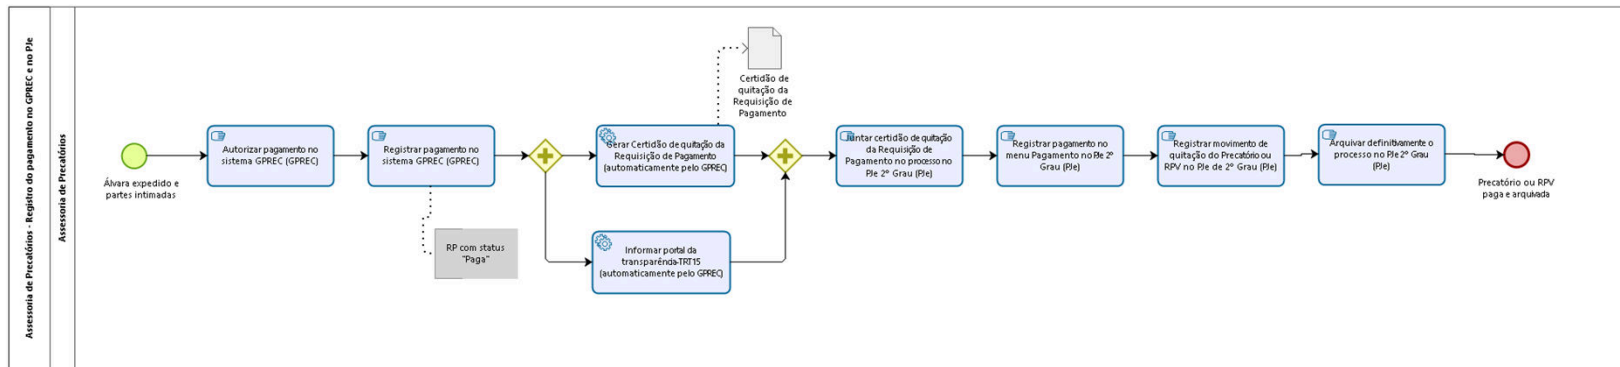 Assessoria de Precatórios - Registro do pagamento no GPREC e no PJe
Assessoria de Precatórios
Álvara expedido e
partes intimadas
Autorizar pagamento no
sistema GPREC (GPREC)
Registrar pagamento no
sistema GPREC (GPREC)
RP com status
"Paga"
Gerar Certidão de quitação da
Requisição de Pagamento
(automaticamente pelo GPREC)
Certidão de
quitação da
Requisição de
Pagamento
Informar portal da
transparência-TRT15
(automaticamente pelo GPREC)
Juntar certidão de quitação
da Requisição de
Pagamento no processo no
PJe 2º Grau (PJe)
Registrar pagamento no
menu Pagamento no PJe 2º
Grau (PJe)
Registrar movimento de
quitação do Precatório ou
RPV no PJe de 2º Grau (PJe)
Arquivar definitivamente o
processo no PJe 2º Grau
(PJe)
Precatório ou RPV
paga e arquivada